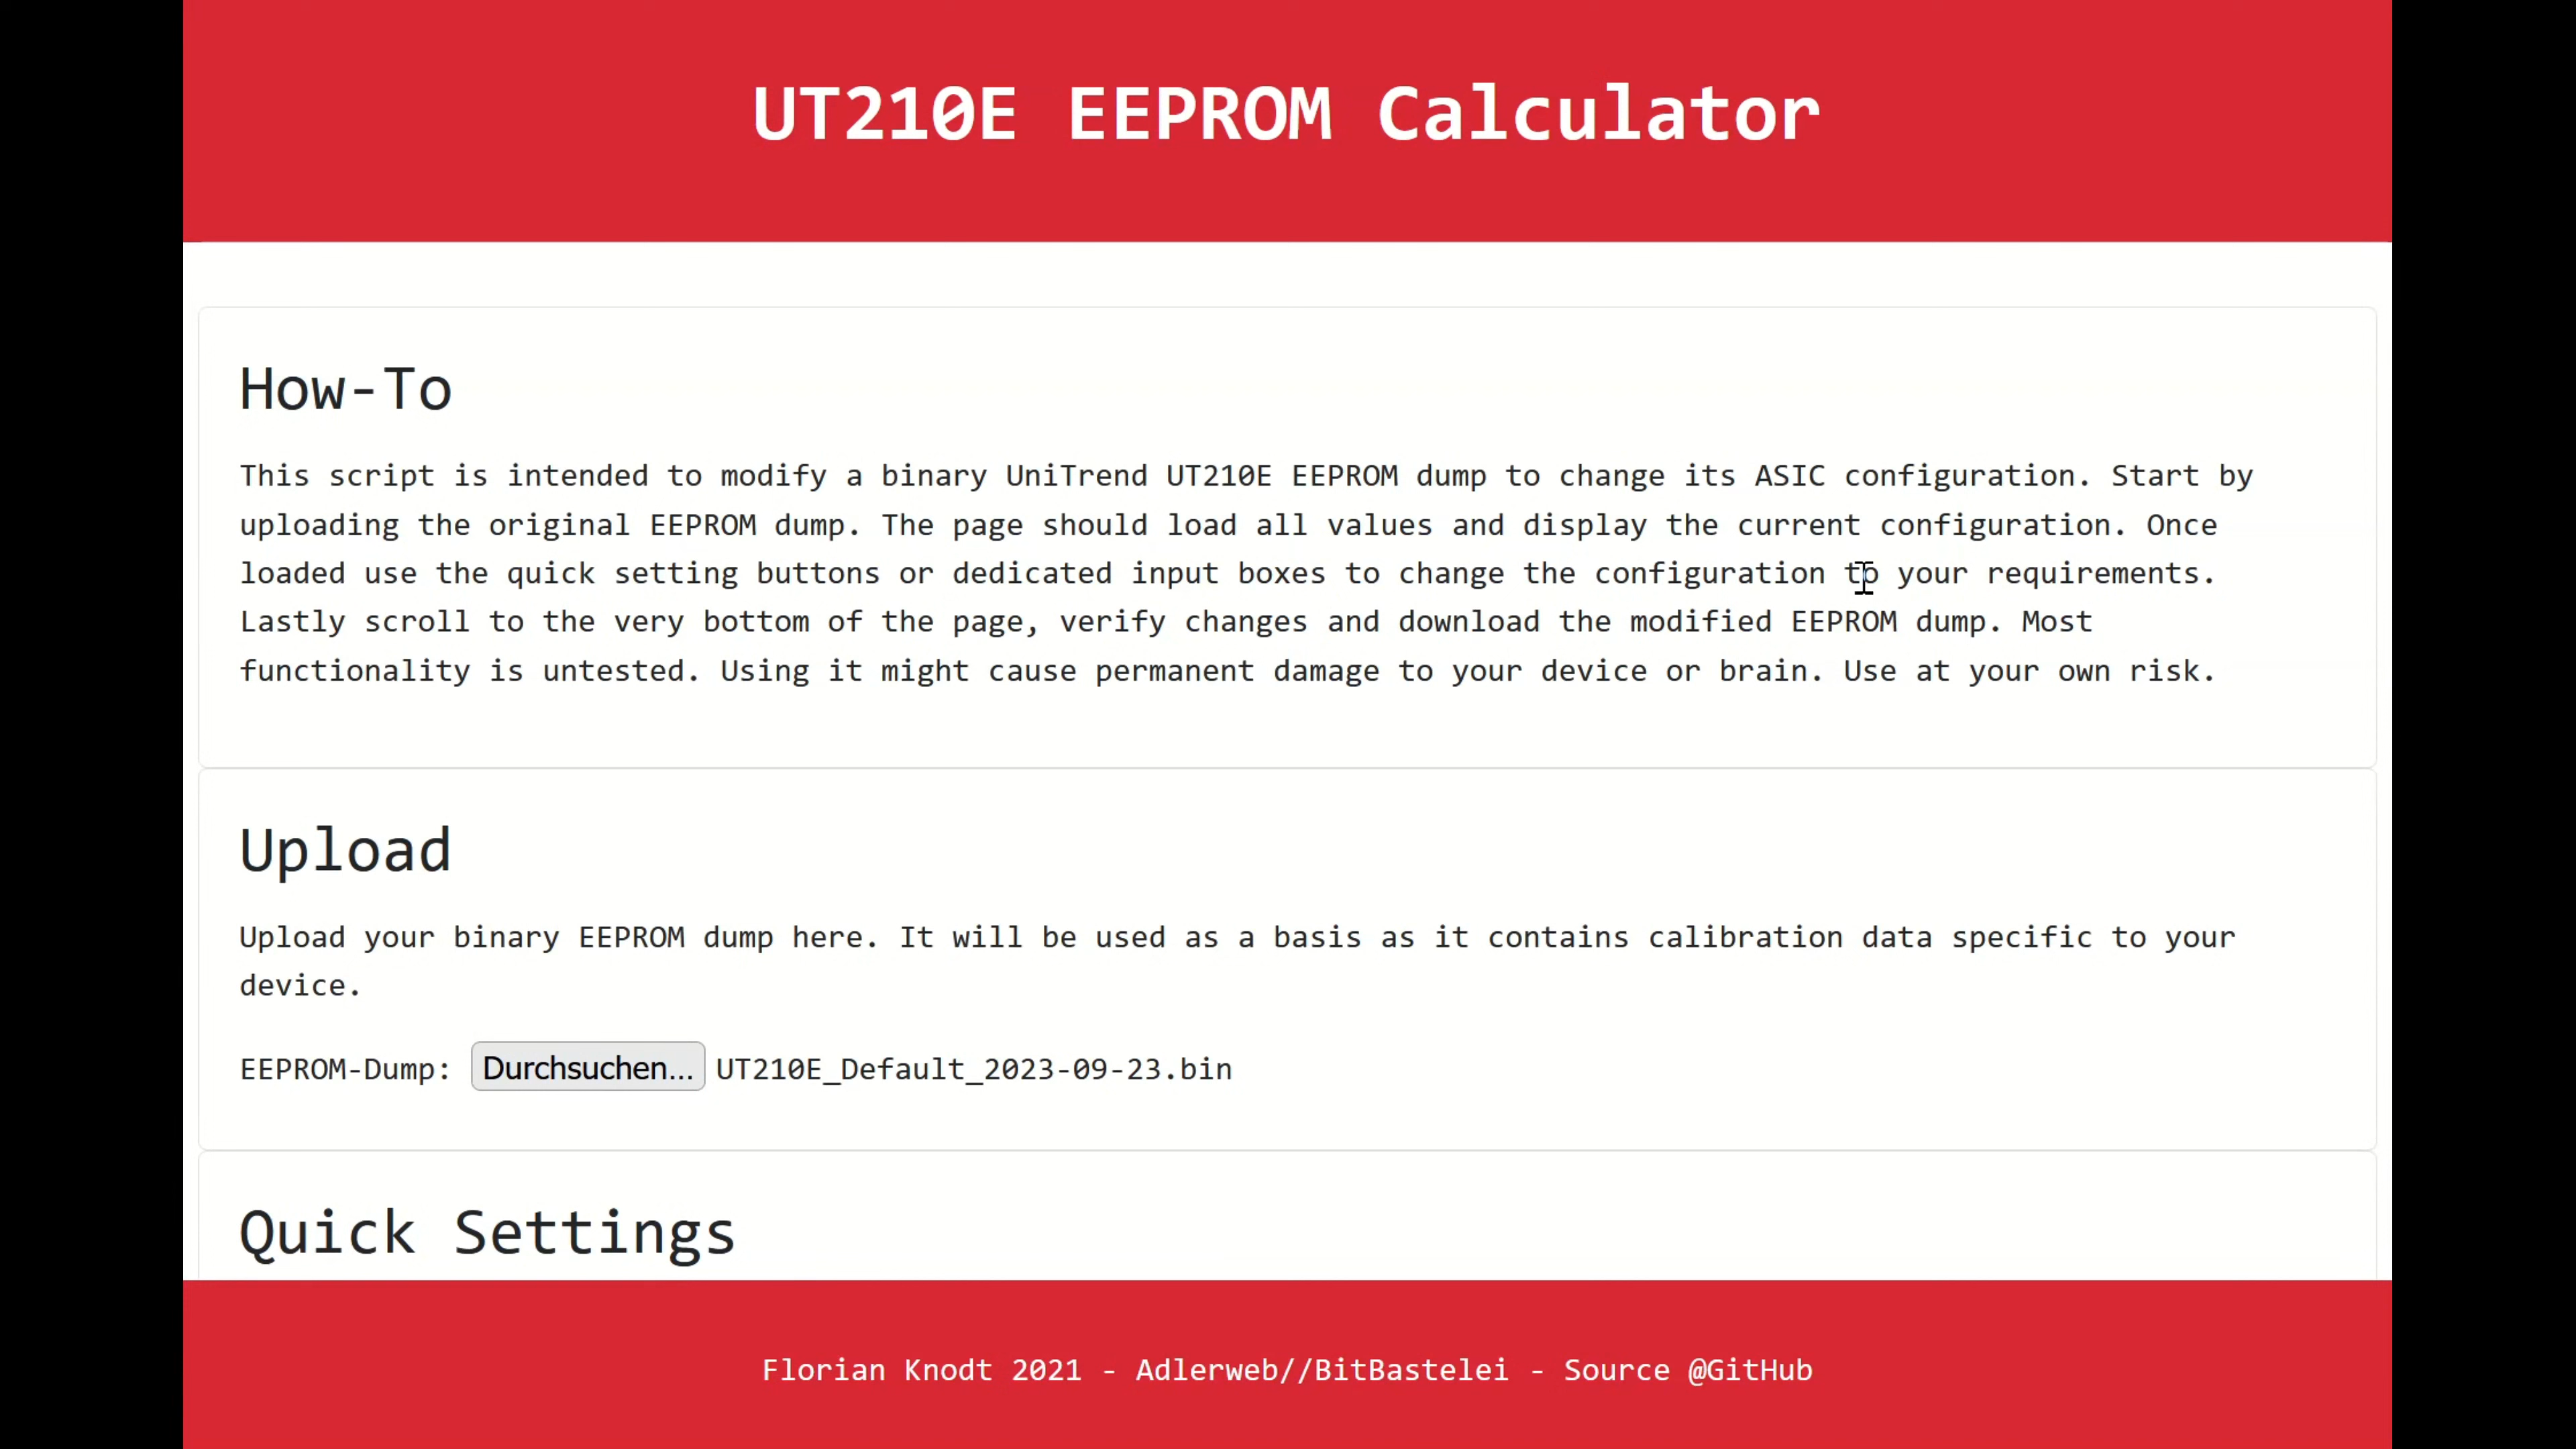 UT210E EEPROM Calculator
How-To
This script is intended to modify a binary UniTrend UT210E EEPROM dump to change its ASIC configuration. Start by
uploading the original EEPROM dump. The page should load all values and display the current configuration. Once
loaded use the quick setting buttons or dedicated input boxes to change the configuration to your requirements.
Lastly scroll to the very bottom of the page, verify changes and download the modified EEPROM dump. Most
functionality is untested. Using it might cause permanent damage to your device or brain. Use at your own risk.
Upload
Upload your binary EEPROM dump here. It will be used as a basis as it contains calibration data specific to your
device.
EEPROM-Dump: Durchsuchen... UT210E_Default_2023-09-23.bin
Quick Settings
Florian Knodt 2021 - Adlerweb//BitBastelei - Source @GitHub